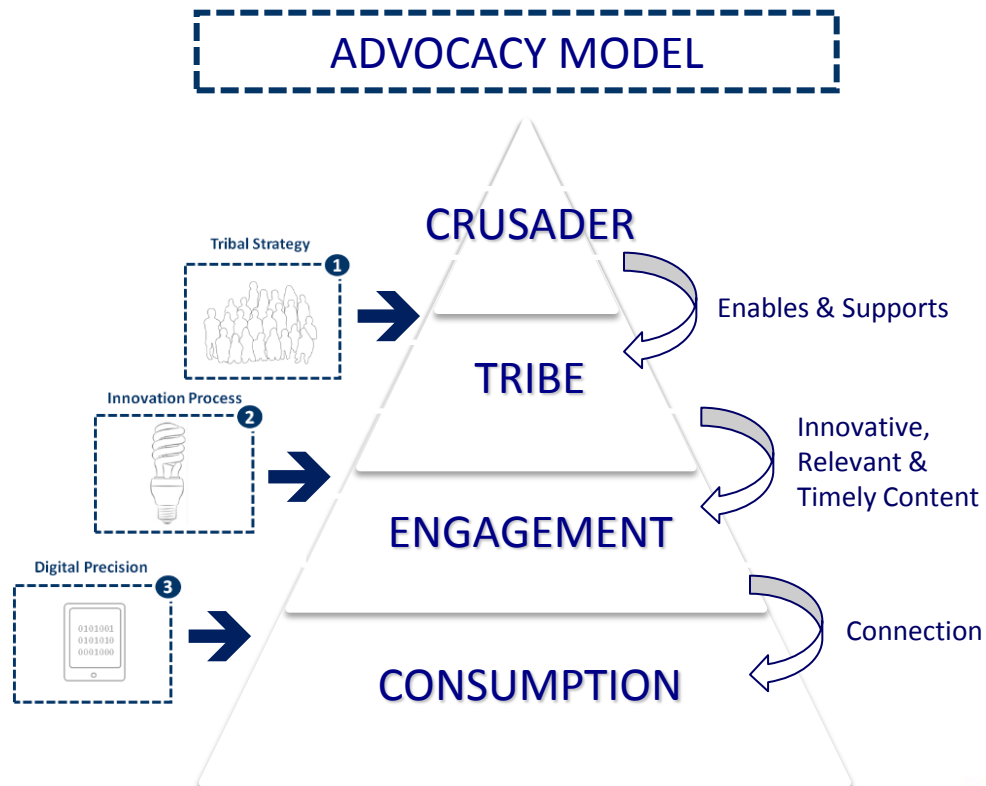 ADVOCACY MODEL
CRUSADER
Tribal Strategy
1
Enables & Supports
TRIBE
Innovation Process
2
Innovative,
Relevant &
Timely Content
ENGAGEMENT
Digital Precision
3
0101001
0101010
0001000
Connection
CONSUMPTION